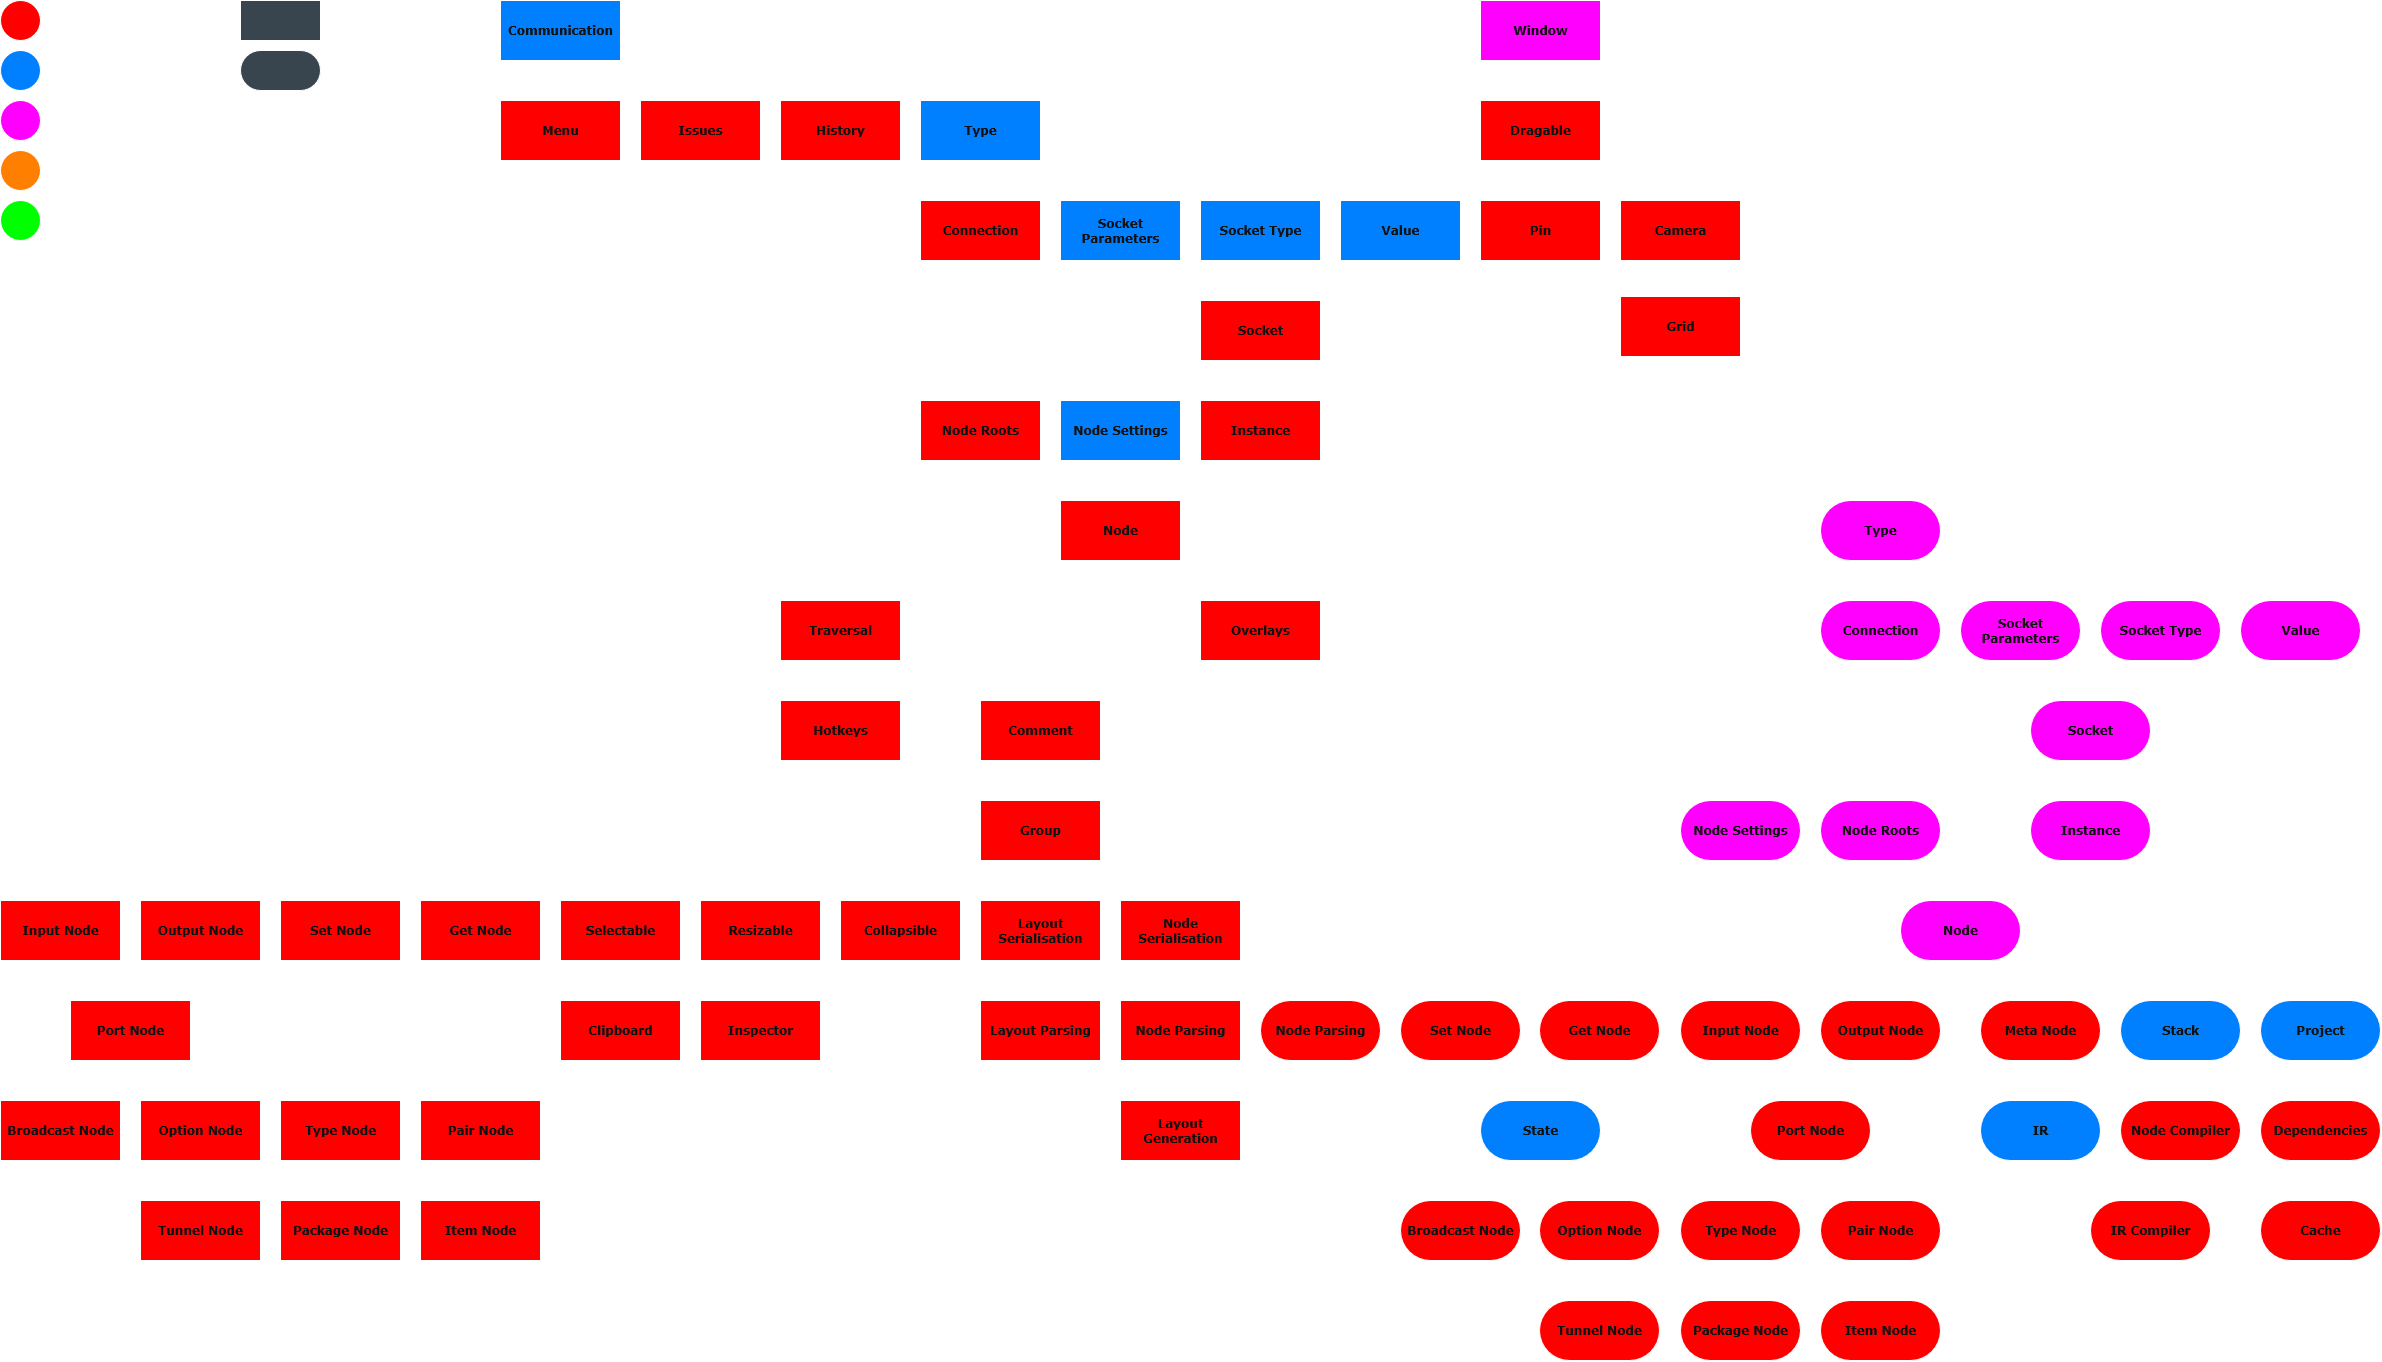 Communication
Window
Menu
Issues
History
Type
Dragable
Connection
Socket
Parameters
Socket Type
Value
Pin
Camera
Socket
Grid
Node Roots
Node Settings
Instance
Node
Type
Traversal
Overlays
Connection
Socket
Parameters
Socket Type
Value
Hotkeys
Comment
Socket
Group
Node Settings
Node Roots
Instance
Input Node
Output Node
Set Node
Get Node
Selectable
Resizable
Collapsible
Layout
Serialisation
Node
Serialisation
Node
Port Node
Clipboard
Inspector
Layout Parsing
Node Parsing
Node Parsing
Set Node
Get Node
Input Node
Output Node
Meta Node
Stack
Project
Broadcast Node
Option Node
Type Node
Pair Node
Layout
Generation
State
Port Node
IR
Node Compiler
Dependencies
Tunnel Node
Package Node
Item Node
Broadcast Node
Option Node
Type Node
Pair Node
IR Compiler
Cache
Tunnel Node
Package Node
Item Node